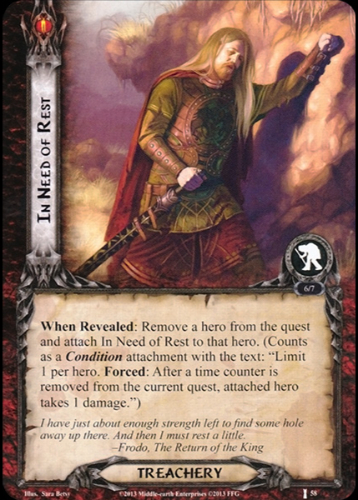 IN NEED OF REST
6/7
When Revealed: Remove a hero from the quest
and attach In Need of Rest to that hero. (Counts
as a Condition attachment with the text: “Limit
1 per hero. Forced: After a time counter is
removed from the current quest, attached hero
takes 1 damage.”)
I have just about enough strength left to find some hole
away up there. And then I must rest a little.
–Frodo, The Return of the King
TREACHERY
Illus. Sara Betsy
©2013 Middle-earth Enterprises ©2013 FFG
58